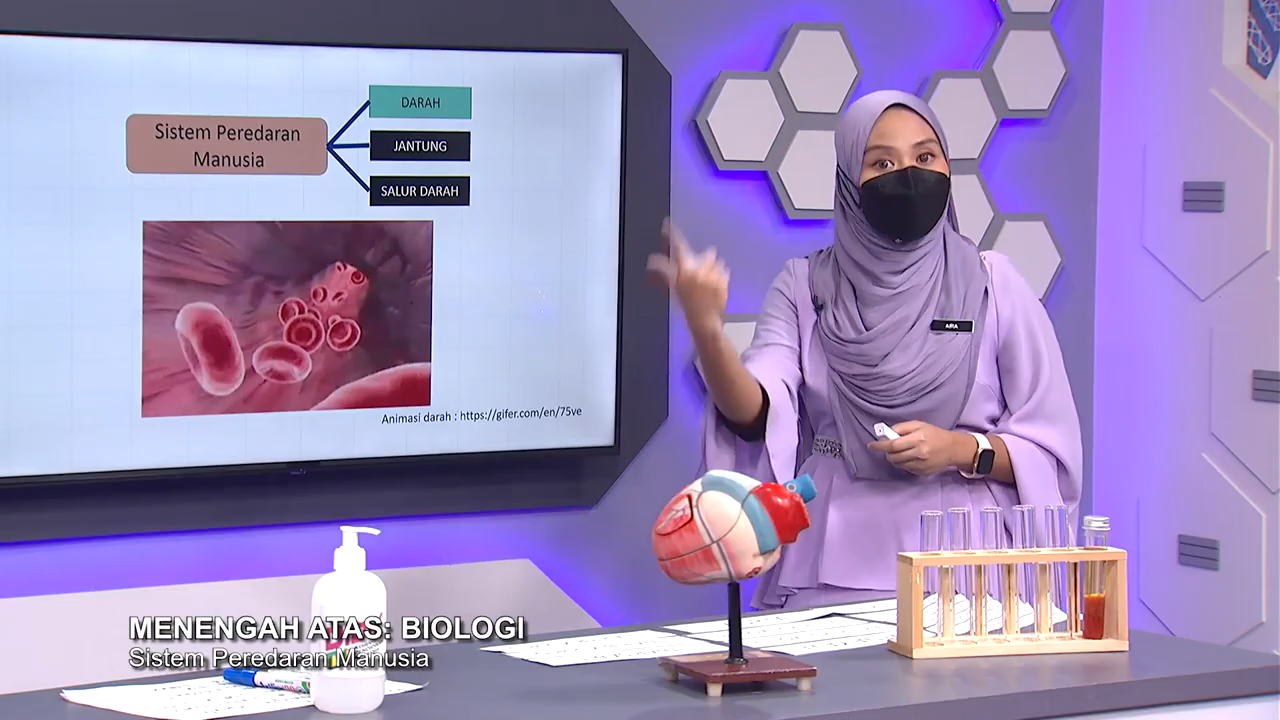 Sistem Peredaran
Manusia
DARAH
JANTUNG
SALUR DARAH
Animasi darah : https://gifer.com/en/75ve
AIRA
MENENGAH ATAS: BIOLOGI
Sistem Peredaran Manusia